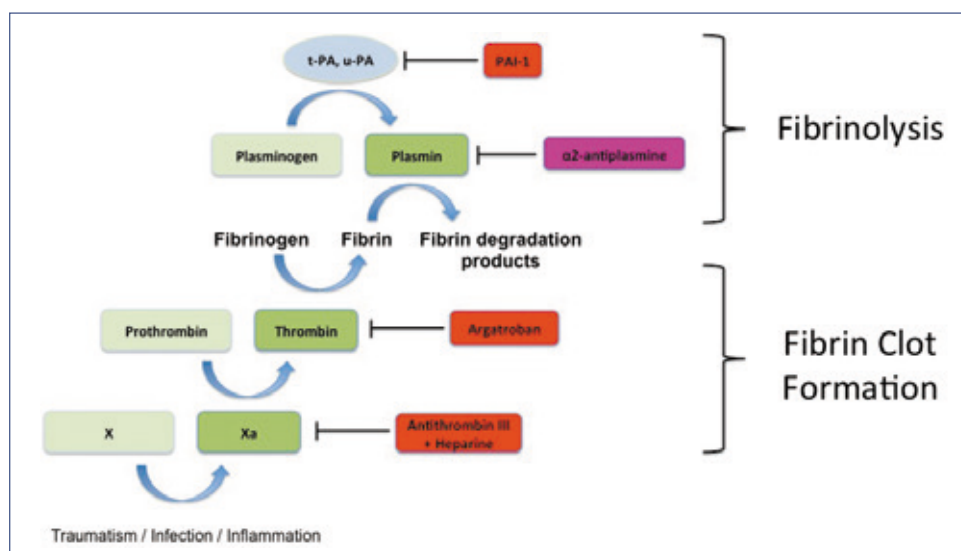 t-PA, u-PA
PAI-1
Plasminogen
Plasmin
α2-antiplasmine
Fibrinolysis
Fibrinogen
Fibrin
Fibrin degradation
products
Prothrombin
Thrombin
Argatroban
Fibrin Clot
Formation
X
Xa
Antithrombin III
+ Heparine
Traumatism / Infection / Inflammation